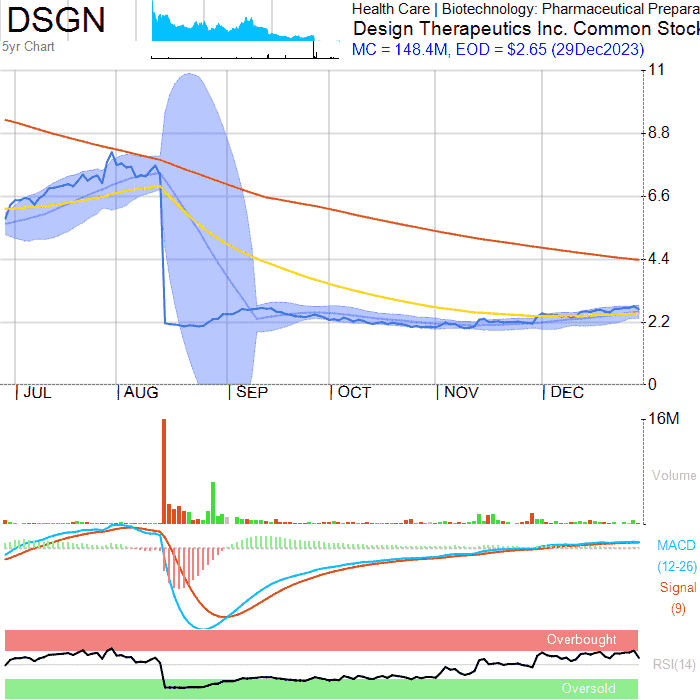 DSGN
5yr Chart
Health Care | Biotechnology: Pharmaceutical Prepara
Design Therapeutics Inc. Common Stock
MC = 148.4M, EOD = $2.65 (29Dec2023)
11
8.8
6.6
4.4
2.2
0
JUL AUG SEP OCT NOV DEC
16M
Volume
MACD
(12-26)
Signal
(9)
Overbought
RSI(14)
Oversold